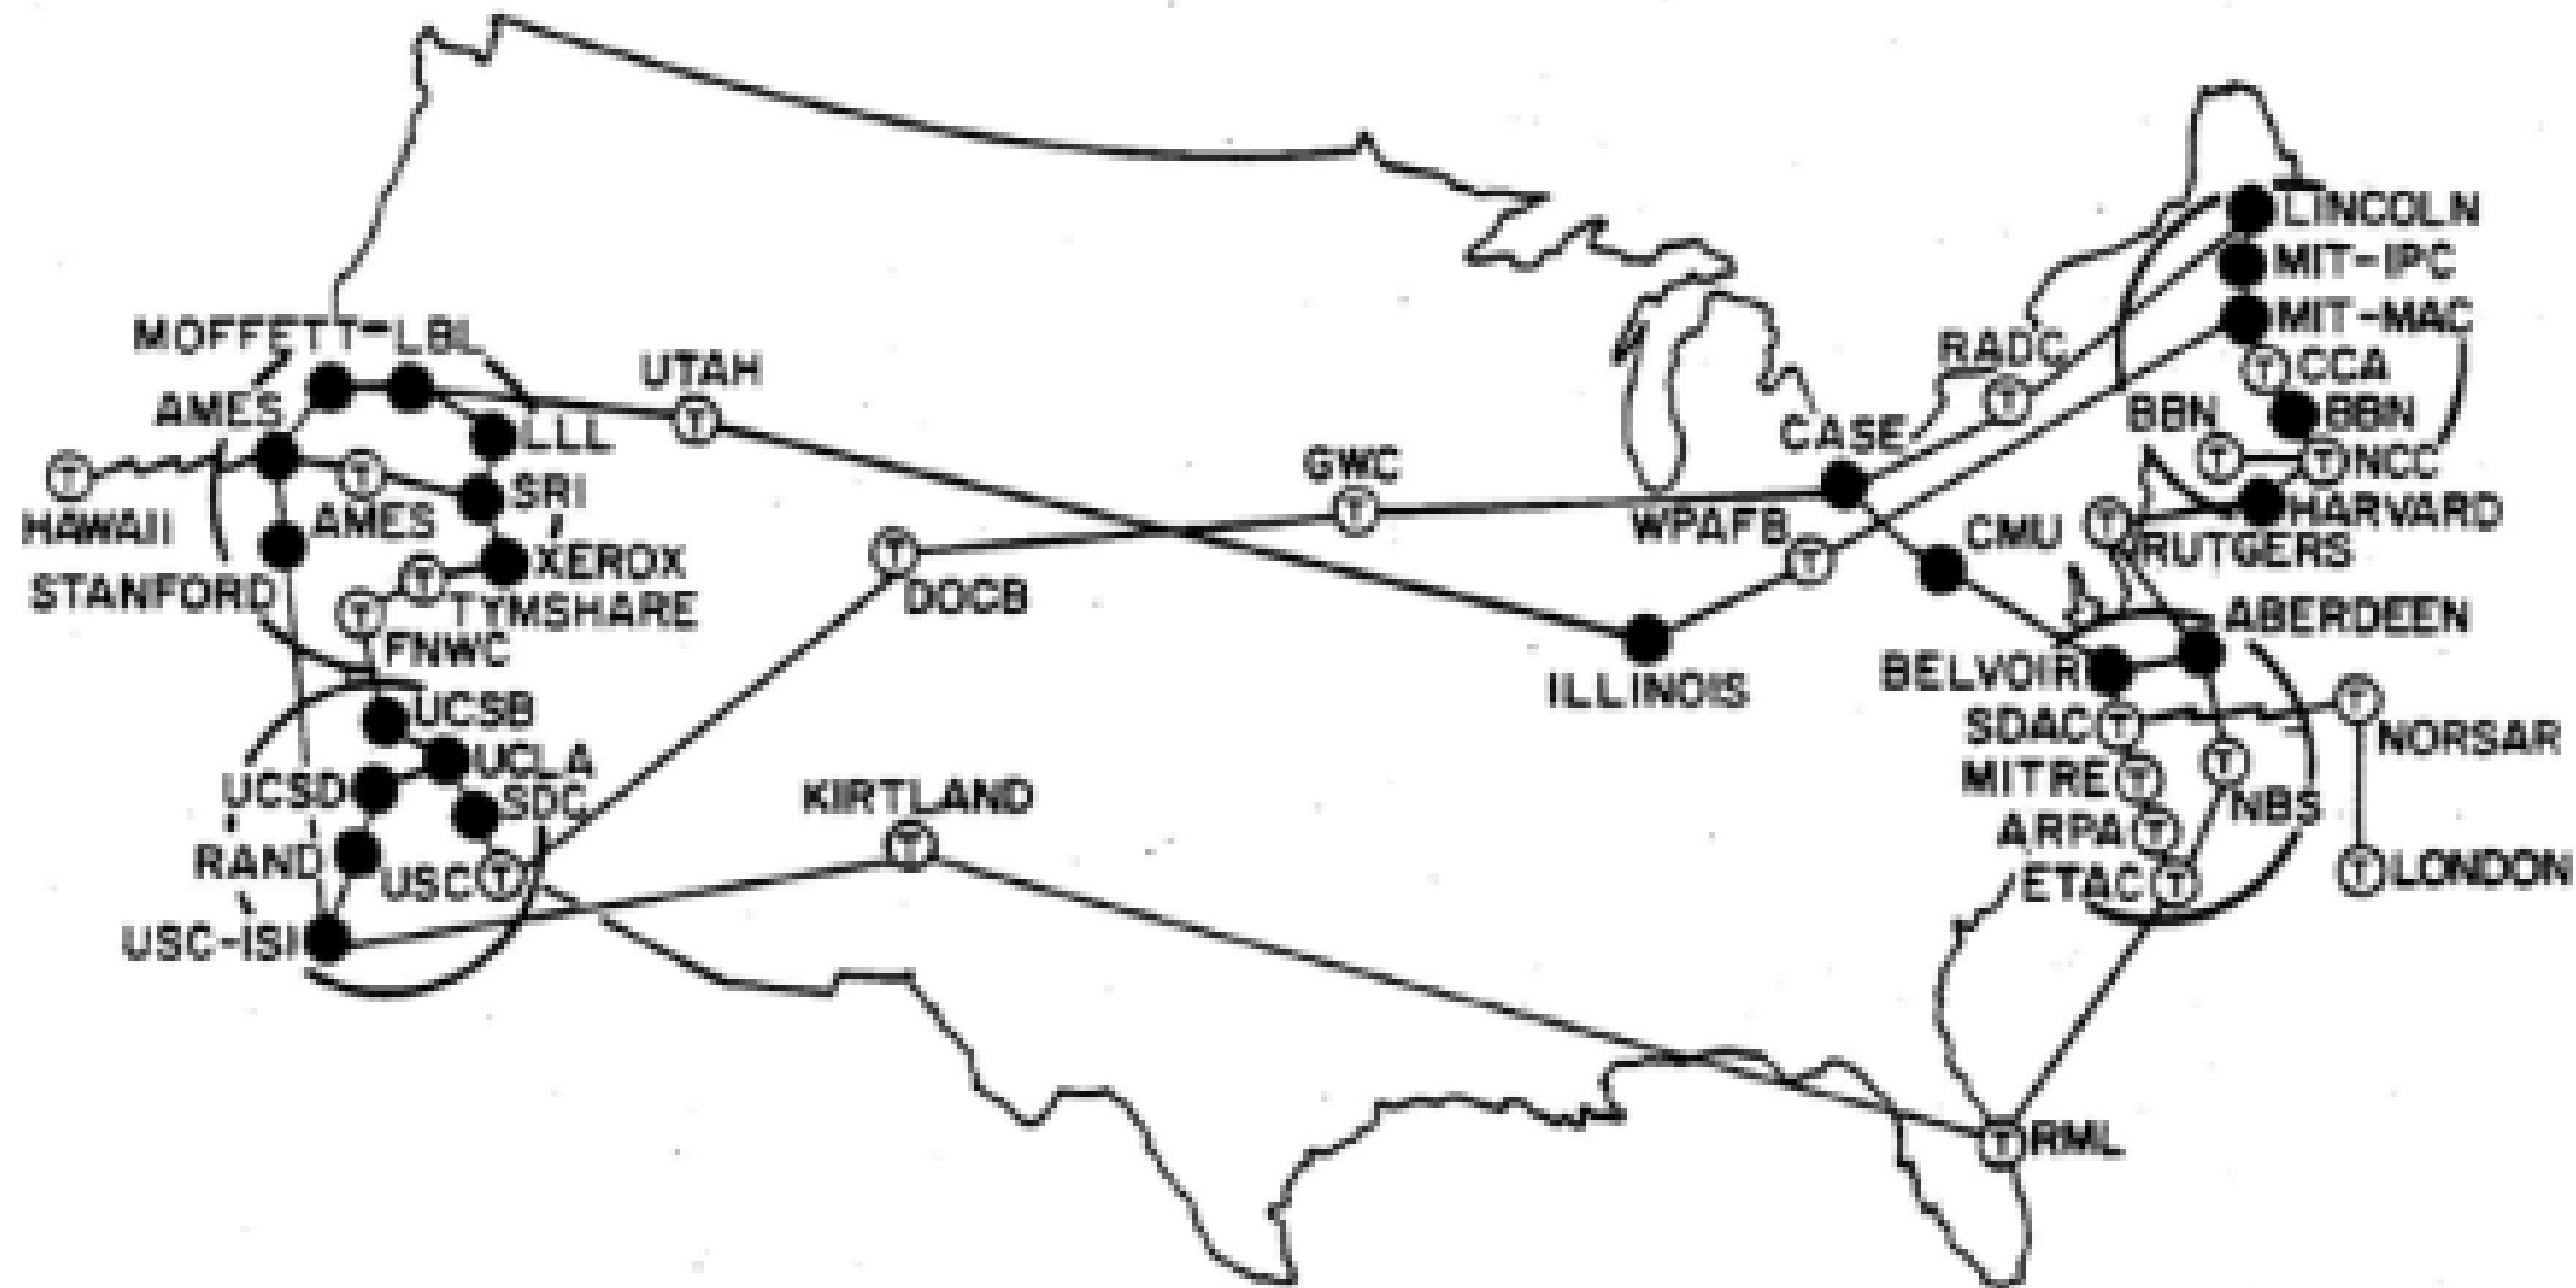 MOFFETT
LBL
AMES
HAWAII
T
T
AMES
STANFORD
LLL
SRI
XEROX
T
TYMSHARE
T
FNWC
UCSB
UCLA
UCSD
SDC
RAND
USC T
USC-ISI
UTAH
T
T
DOCB
KIRTLAND
T
GWC
T
ILLINOIS
WPAFB
T
CASE
RADC
T
CMU
LINCOLN
MIT-IPC
MIT-MAC
T CCA
BBN
BBN
T
T NCC
HARVARD
T
RUTGERS
ABERDEEN
BELVOIR
SDAC T
MITRE T
ARPA T
ETAC T
T
NBS
T
NORSAR
T LONDON
T RML